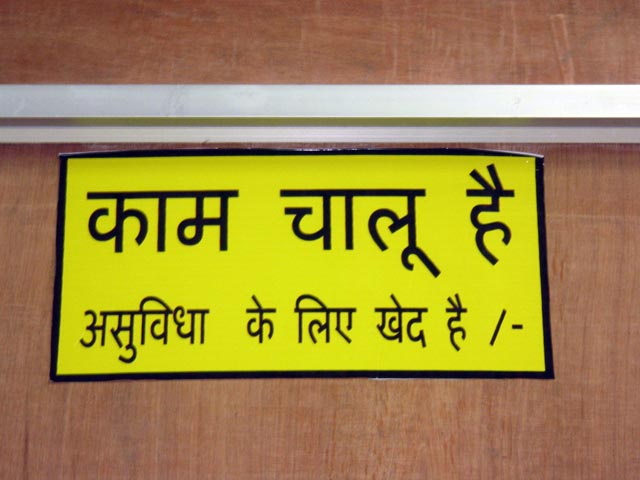 काम चालू है
असुविधा के लिए खेद है /-